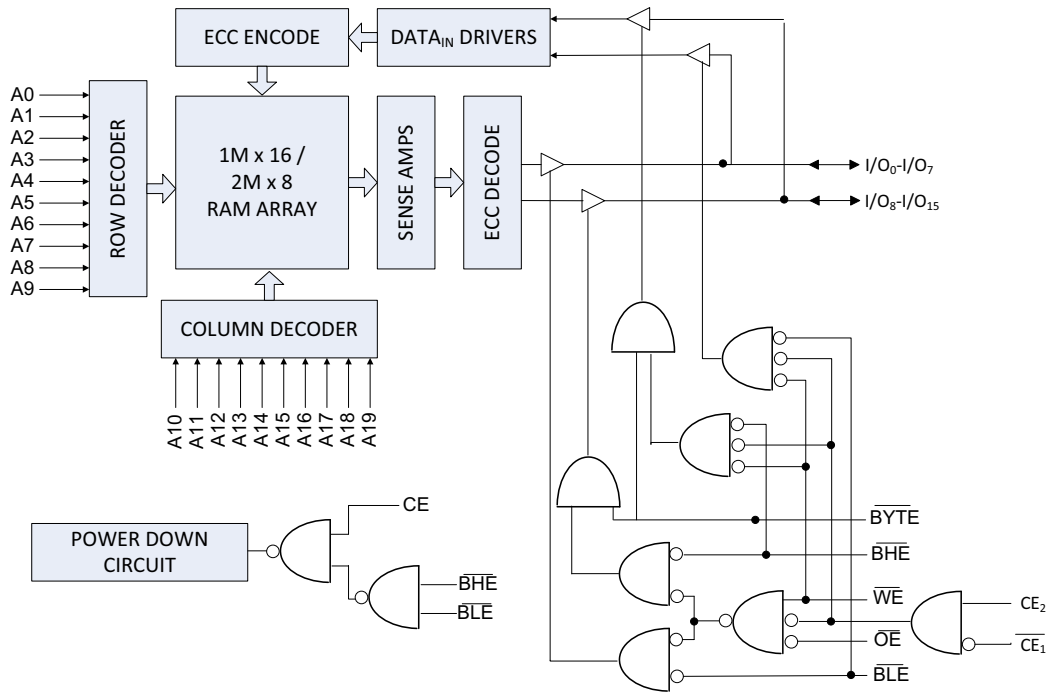 ECC ENCODE
DATAIN DRIVERS
A0
A1
A2
A3
A4
A5
A6
A7
A8
A9
ROW DECODER
1M x 16 /
2M x 8
RAM ARRAY
SENSE AMPS
ECC DECODE
I/O0-I/O7
I/O8-I/O15
COLUMN DECODER
A10
A11
A12
A13
A14
A15
A16
A17
A18
A19
POWER DOWN
CIRCUIT
CE
BHE
BLE
BYTE
BHE
WE
OE
BLE
CE2
CE1